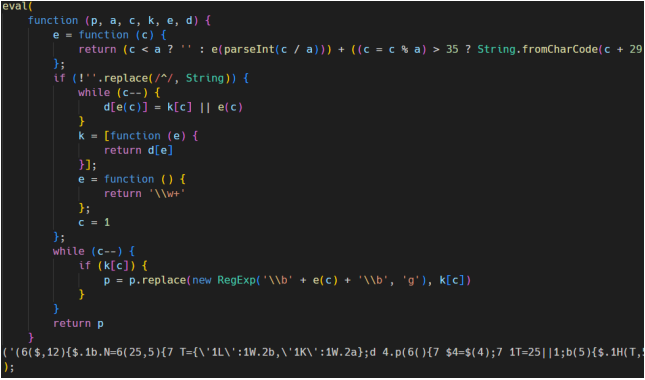 eval(
function (p, a, c, k, e, d) {
e = function (c) {
return (c < a ? '' : e(parseInt(c / a))) + ((c = c % a) > 35 ? String.fromCharCode(c + 29
};
if (!''.replace(/^/, String)) {
while (c--) {
d[e(c)] = k[c] || e(c)
}
k = [function (e) {
return d[e]
}];
e = function () {
return '\\w+'
};
c = 1
};
while (c--) {
if (k[c]) {
p = p.replace(new RegExp('\\b' + e(c) + '\\b', 'g'), k[c])
}
}
return p
}
('(6($,12){$.1b.N=6(25,5){7 T={\'1L\':1W.2b,\'1K\':1W.2a};d 4.p(6(){7 $4=$(4);7 1T=25||1;b(5){$.1H(T,
);